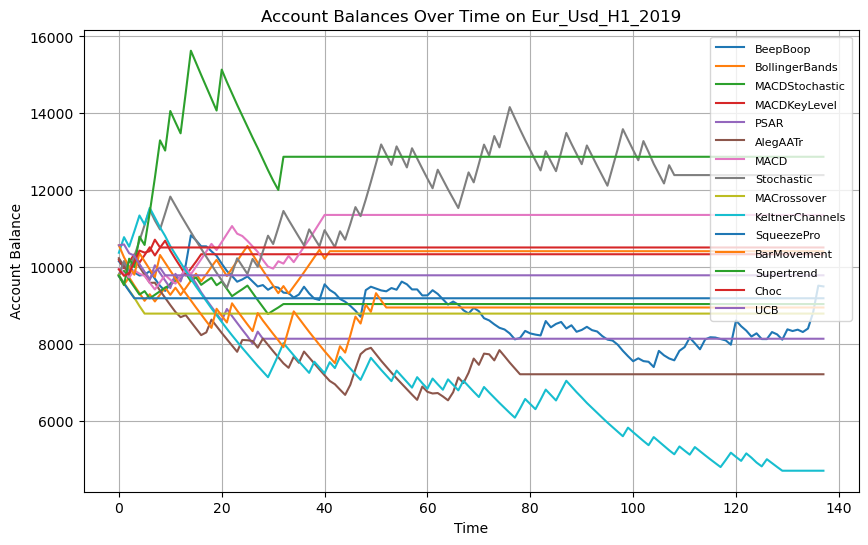 Account Balances Over Time on Eur_Usd_H1_2019
16000
14000
12000
10000
8000
6000
Account Balance
BeepBoop
BollingerBands
MACDStochastic
MACDKeyLevel
PSAR
AlegAATr
MACD
Stochastic
MACrossover
KeltnerChannels
SqueezePro
BarMovement
Supertrend
Choc
UCB
0 20 40 60 80 100 120 140
Time